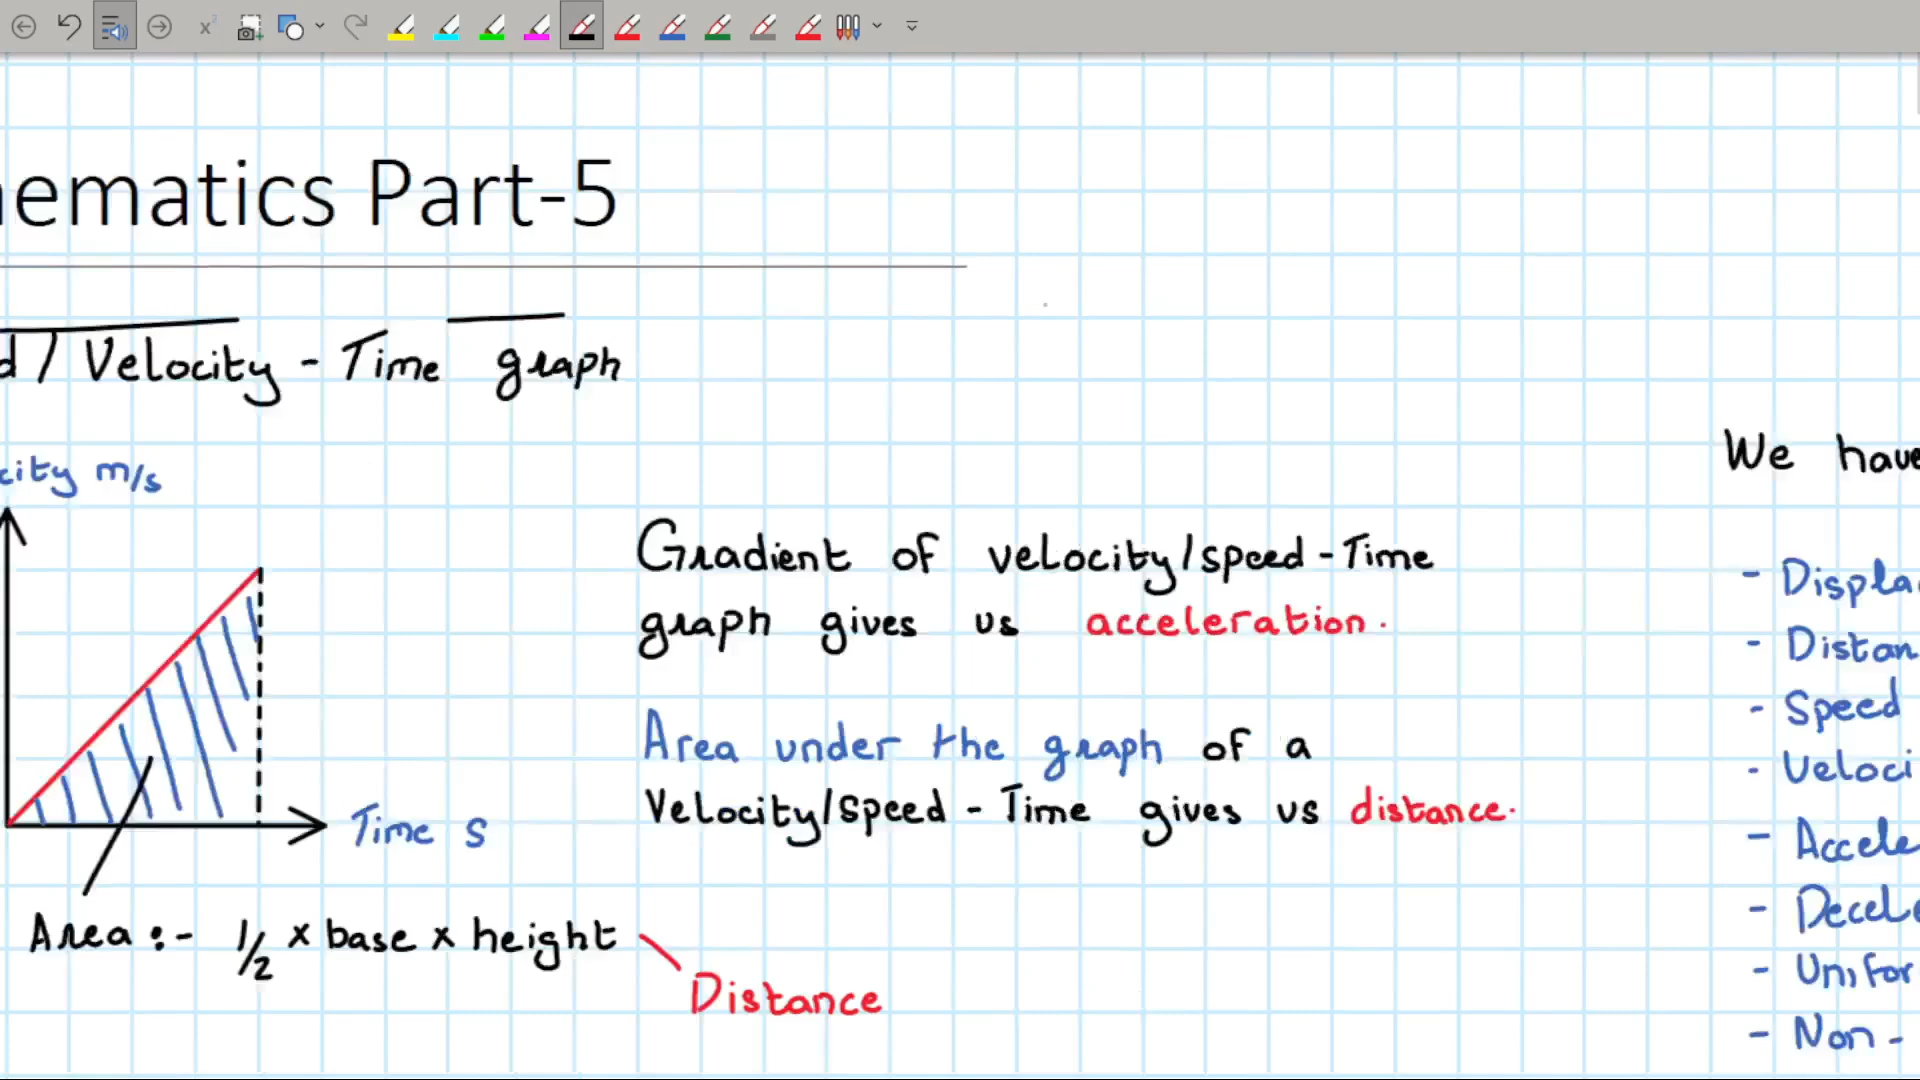 ematics Part-5
d / Velocity - Time graph
city m/s
We have
Gradient of velocity/speed - Time
graph gives us acceleration.
Area under the graph of a
Velocity/speed - Time gives us distance.
Time s
Area :- 1/2 x base x height
Distance
- Displa
- Distan
- Speed
- Veloci
- Accele
- Decele
- Unifor
- Non -